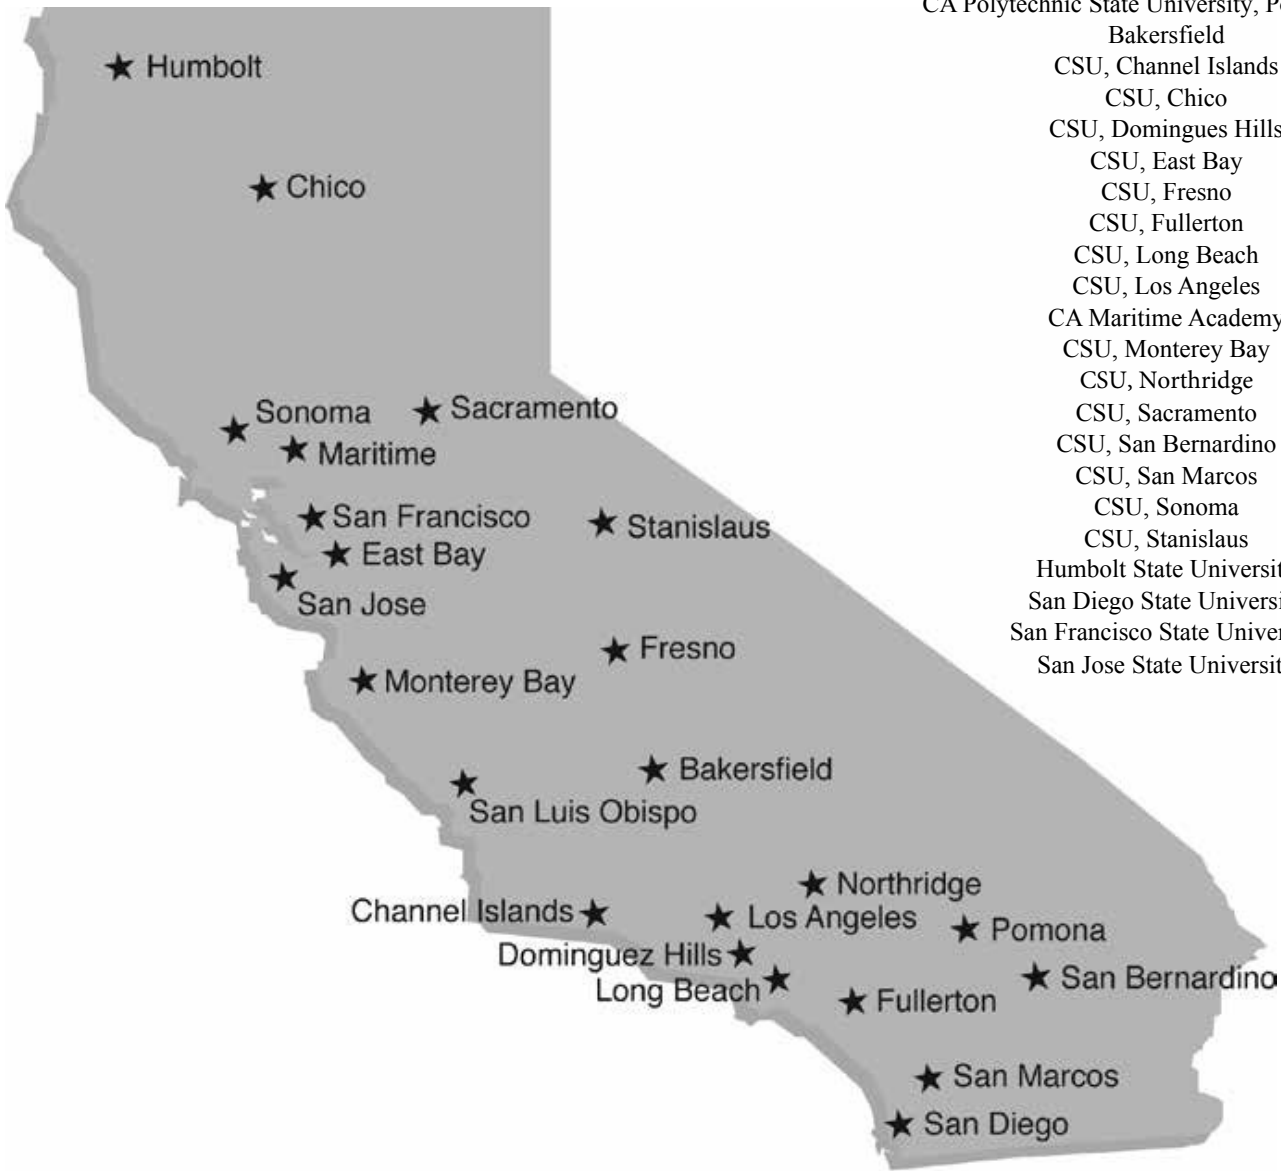 Humbolt
Chico
Sonoma
Sacramento
Maritime
San Francisco
Stanislaus
East Bay
San Jose
Fresno
Monterey Bay
Bakersfield
San Luis Obispo
Northridge
Channel Islands
Los Angeles
Pomona
Dominguez Hills
San Bernardino
Long Beach
Fullerton
San Marcos
San Diego
CA Polytechnic State University,
Bakersfield
CSU, Channel Islands
CSU, Chico
CSU, Domingues Hills
CSU, East Bay
CSU, Fresno
CSU, Fullerton
CSU, Long Beach
CSU, Los Angeles
CA Maritime Academy
CSU, Monterey Bay
CSU, Northridge
CSU, Sacramento
CSU, San Bernardino
CSU, San Marcos
CSU, Sonoma
CSU, Stanislaus
Humbolt State Universit
San Diego State Universi
San Francisco State Univer
San Jose State Universit